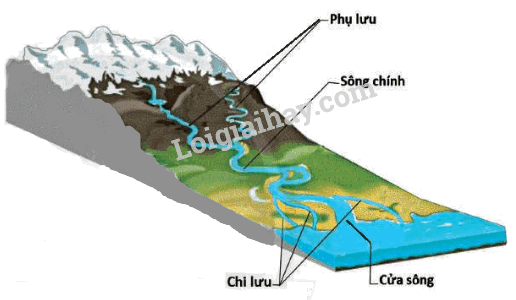 Phụ lưu
Sông chính
Loigiaihay.com
Chi lưu
Cửa sông